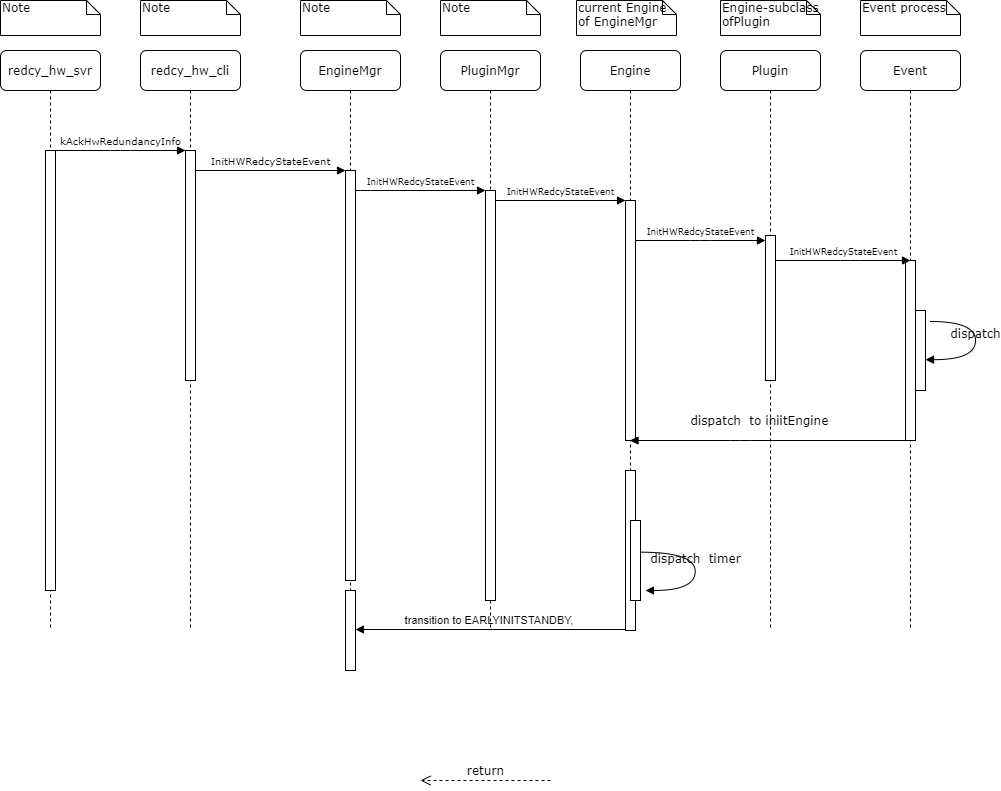 Note
Note
Note
Note
current Engine
of EngineMgr
Engine-subclass
ofPlugin
Event process
redcy_hw_svr
redcy_hw_cli
EngineMgr
PluginMgr
Engine
Plugin
Event
kAckHwRedundancyInfo
InitHWRedcyStateEvent
InitHWRedcyStateEvent
InitHWRedcyStateEvent
InitHWRedcyStateEvent
InitHWRedcyStateEvent
dispatch
dispatch to iniitEngine
dispatch timer
transition to EARLYINITSTANDBY,
return